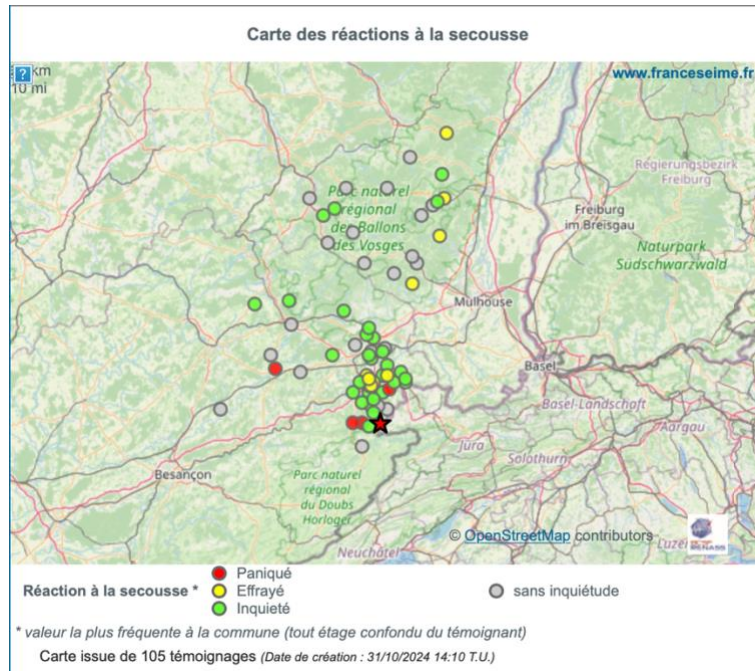 Carte des réactions à la secousse
www.franceseime.fr
?
km
10 mi
Parc naturel
régional
des Ballons
des Vosges
Regierungsbezirk
Freiburg
Freiburg
im Breisgau
Naturpark
Südschwarzwald
Mulhouse
Basel
Basel-Landschaft
Aargau
Jura
Solothurn
Besançon
Parc naturel
régional
du Doubs
Horloger
Neuchâtel
Luze
© OpenStreetMap contributors
RENASS
Réaction à la secousse *
Paniqué
Effrayé
Inquieté
sans inquiétude
* valeur la plus fréquente à la commune (tout étage confondu du témoignant)
Carte issue de 105 témoignages (Date de création : 31/10/2024 14:10 T.U.)